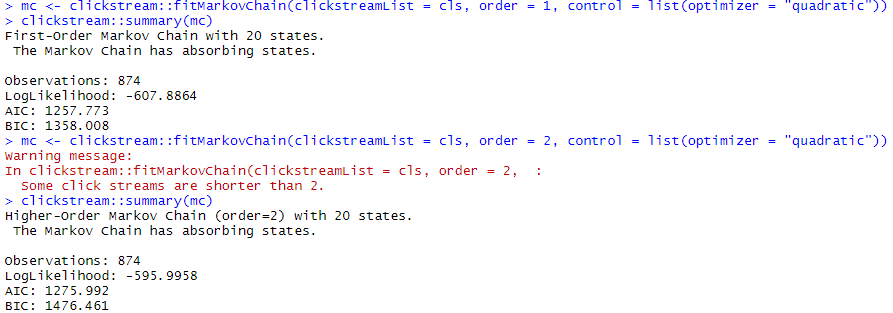 > mc <- clickstream::fitMarkovChain(clickstreamList = cls, order = 1, control = list(optimizer = "quadratic"))
> clickstream::summary(mc)
First-Order Markov Chain with 20 states.
 The Markov Chain has absorbing states.

Observations: 874
LogLikelihood: -607.8864
AIC: 1257.773
BIC: 1358.008
> mc <- clickstream::fitMarkovChain(clickstreamList = cls, order = 2, control = list(optimizer = "quadratic"))
Warning message:
In clickstream::fitMarkovChain(clickstreamList = cls, order = 2,  :
  Some click streams are shorter than 2.
> clickstream::summary(mc)
Higher-Order Markov Chain (order=2) with 20 states.
 The Markov Chain has absorbing states.

Observations: 874
LogLikelihood: -595.9958
AIC: 1275.992
BIC: 1476.461